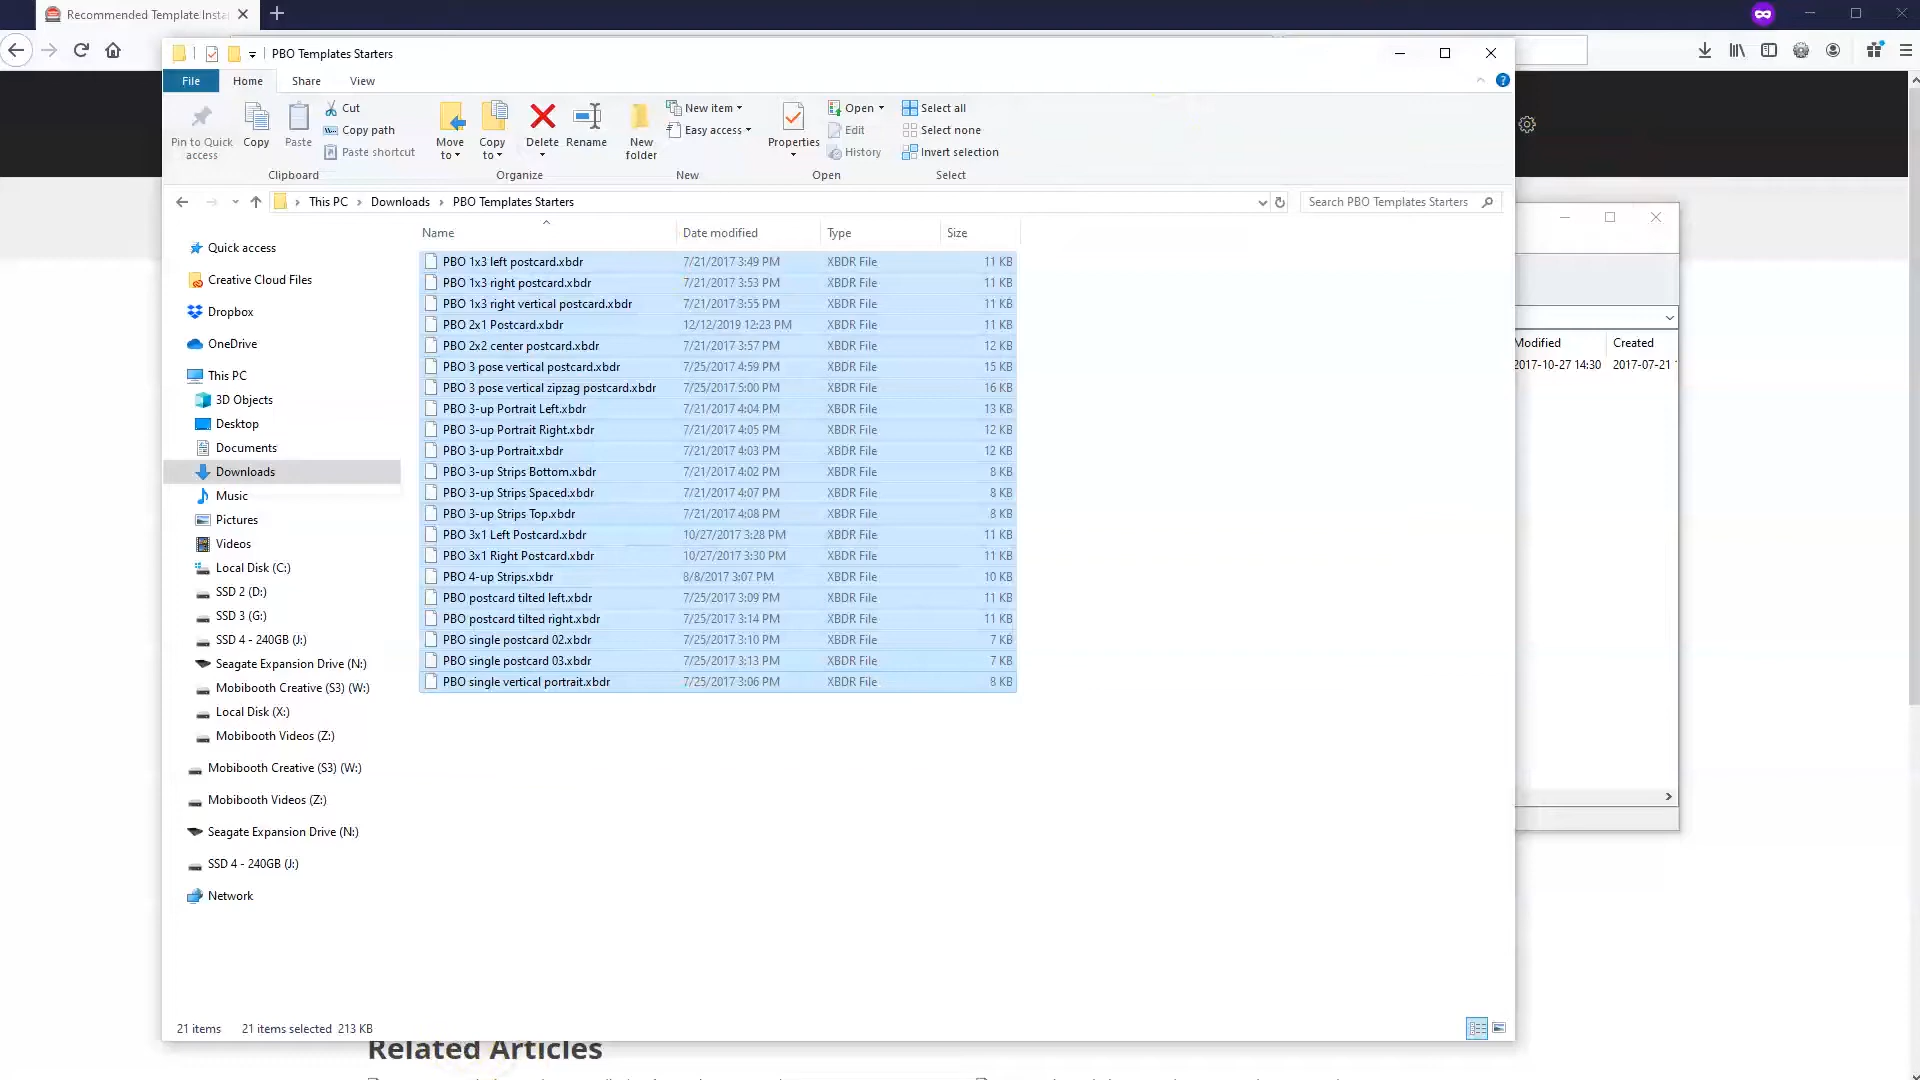 Recommended Template Insta
PBO Templates Starters
File Home Share View
Pin to Quick access
Copy
Paste
Cut
Copy path
Paste shortcut
Clipboard
Move to
Copy to
Delete
Rename
Organize
New folder
New item
Easy access
New
Properties
Open
Edit
History
Open
Select all
Select none
Invert selection
Select
This PC Downloads PBO Templates Starters
Search PBO Templates Starters
Quick access
Creative Cloud Files
Dropbox
OneDrive
This PC
3D Objects
Desktop
Documents
Downloads
Music
Pictures
Videos
Local Disk (C:)
SSD 2 (D:)
SSD 3 (G:)
SSD 4 - 240GB (J:)
Seagate Expansion Drive (N:)
Mobibooth Creative (S3) (W:)
Local Disk (X:)
Mobibooth Videos (Z:)
Mobibooth Creative (S3) (W:)
Mobibooth Videos (Z:)
Seagate Expansion Drive (N:)
SSD 4 - 240GB (J:)
Network
Name Date modified Type Size
PBO 1x3 left postcard.xbdr 7/21/2017 3:49 PM XBDR File 11 KB
PBO 1x3 right postcard.xbdr 7/21/2017 3:53 PM XBDR File 11 KB
PBO 1x3 right vertical postcard.xbdr 7/21/2017 3:55 PM XBDR File 11 KB
PBO 2x1 Postcard.xbdr 12/12/2019 12:23 PM XBDR File 11 KB
PBO 2x2 center postcard.xbdr 7/21/2017 3:57 PM XBDR File 12 KB
PBO 3 pose vertical postcard.xbdr 7/25/2017 4:59 PM XBDR File 15 KB
PBO 3 pose vertical zipzag postcard.xbdr 7/25/2017 5:00 PM XBDR File 16 KB
PBO 3-up Portrait Left.xbdr 7/21/2017 4:04 PM XBDR File 13 KB
PBO 3-up Portrait Right.xbdr 7/21/2017 4:05 PM XBDR File 12 KB
PBO 3-up Portrait.xbdr 7/21/2017 4:03 PM XBDR File 12 KB
PBO 3-up Strips Bottom.xbdr 7/21/2017 4:02 PM XBDR File 8 KB
PBO 3-up Strips Spaced.xbdr 7/21/2017 4:07 PM XBDR File 8 KB
PBO 3-up Strips Top.xbdr 7/21/2017 4:08 PM XBDR File 8 KB
PBO 3x1 Left Postcard.xbdr 10/27/2017 3:28 PM XBDR File 11 KB
PBO 3x1 Right Postcard.xbdr 10/27/2017 3:30 PM XBDR File 11 KB
PBO 4-up Strips.xbdr 8/8/2017 3:07 PM XBDR File 10 KB
PBO postcard tilted left.xbdr 7/25/2017 3:09 PM XBDR File 11 KB
PBO postcard tilted right.xbdr 7/25/2017 3:14 PM XBDR File 11 KB
PBO single postcard 02.xbdr 7/25/2017 3:10 PM XBDR File 7 KB
PBO single postcard 03.xbdr 7/25/2017 3:13 PM XBDR File 7 KB
PBO single vertical portrait.xbdr 7/25/2017 3:06 PM XBDR File 8 KB
Modified Created
2017-10-27 14:30 2017-07-21
21 items 21 items selected 213 KB
Related Articles